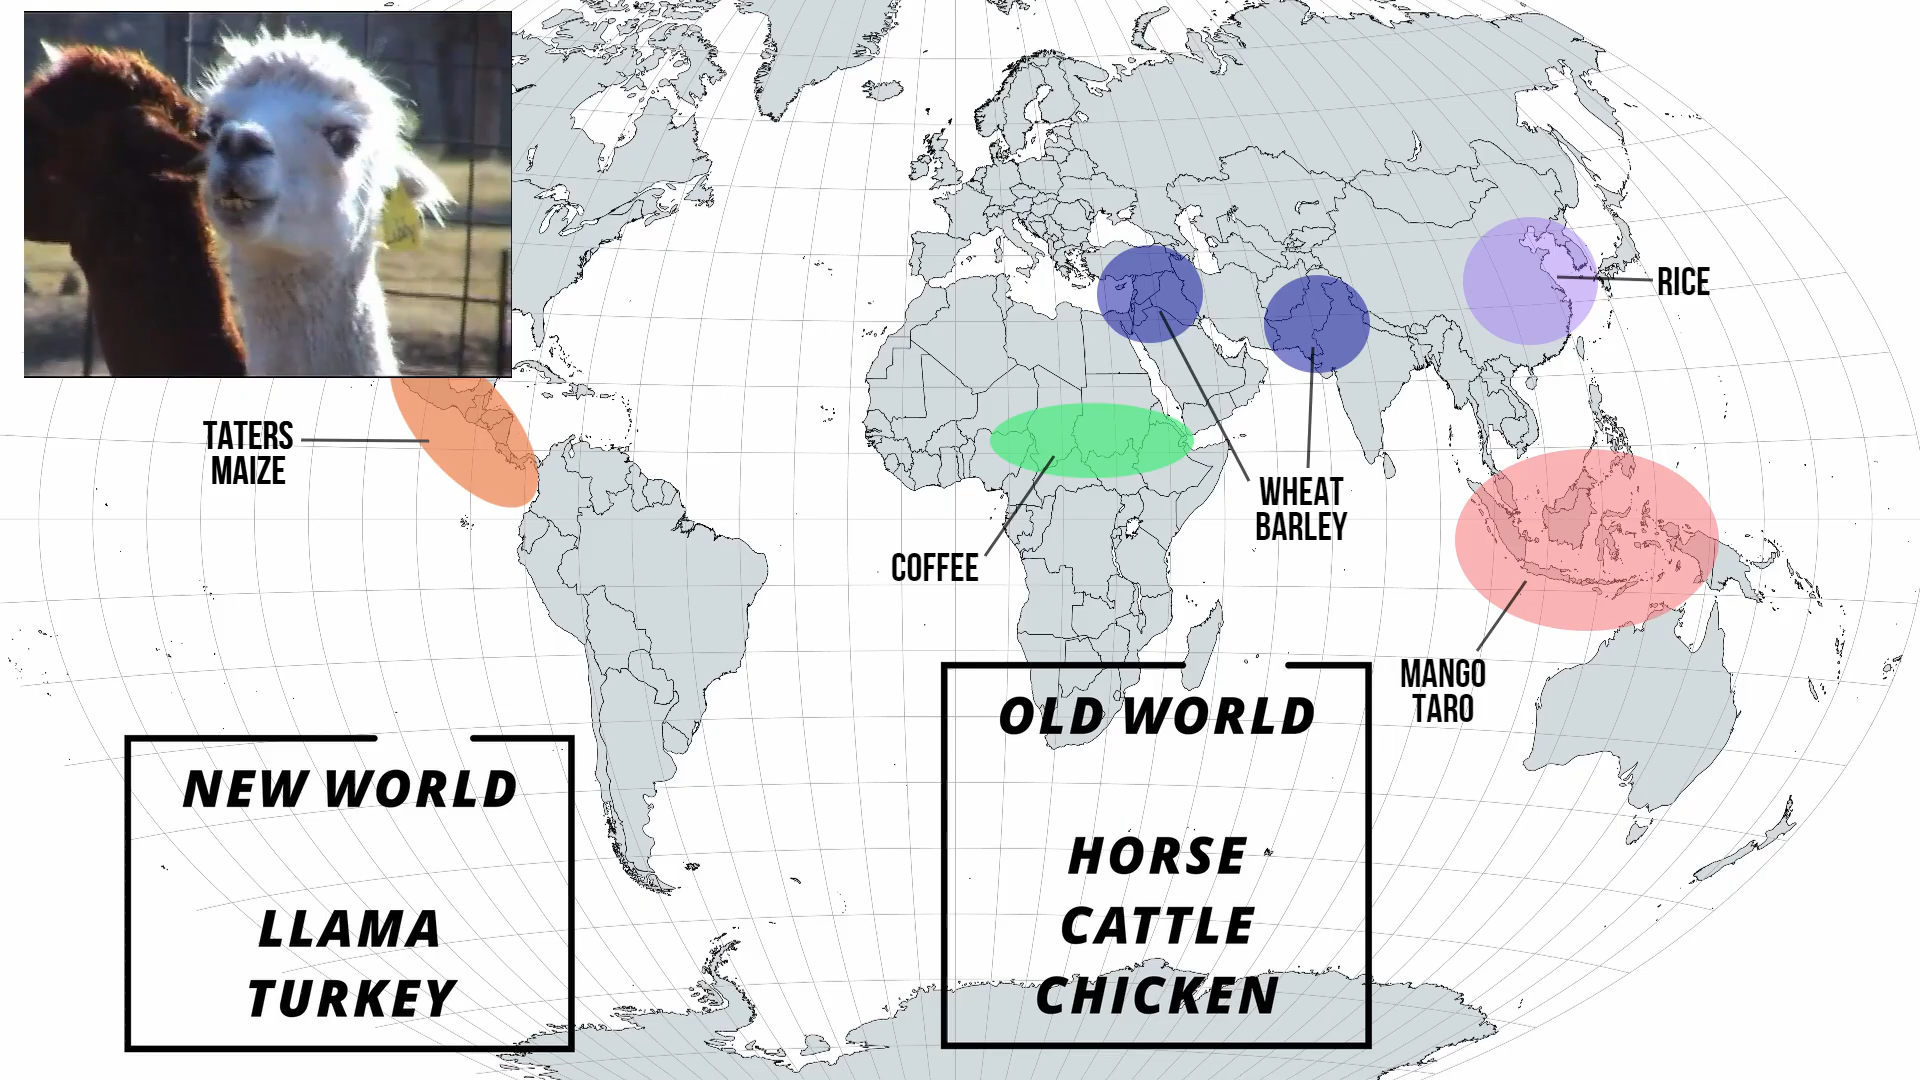 TATERS
MAIZE
COFFEE
WHEAT
BARLEY
RICE
MANGO
TARO
NEW WORLD
LLAMA
TURKEY
OLD WORLD
HORSE
CATTLE
CHICKEN